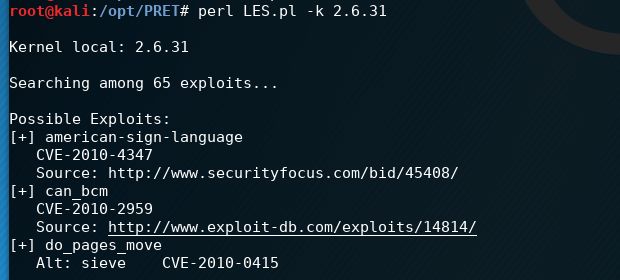 root@kali:/opt/PRET# perl LES.pl -k 2.6.31
Kernel local: 2.6.31
Searching among 65 exploits...
Possible Exploits:
[+] american-sign-language
CVE-2010-4347
Source: http://www.securityfocus.com/bid/45408/
[+] can_bcm
CVE-2010-2959
Source: http://www.exploit-db.com/exploits/14814/
[+] do_pages_move
Alt: sieve    CVE-2010-0415